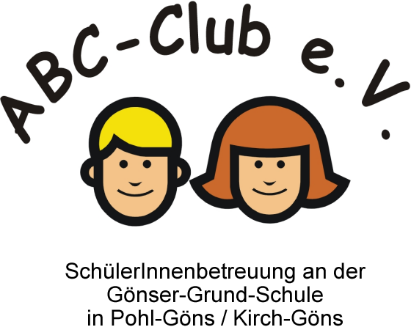 ABC-Club e.V.
SchülerInnenbetreuung an der
Gönser-Grund-Schule
in Pohl-Göns / Kirch-Göns